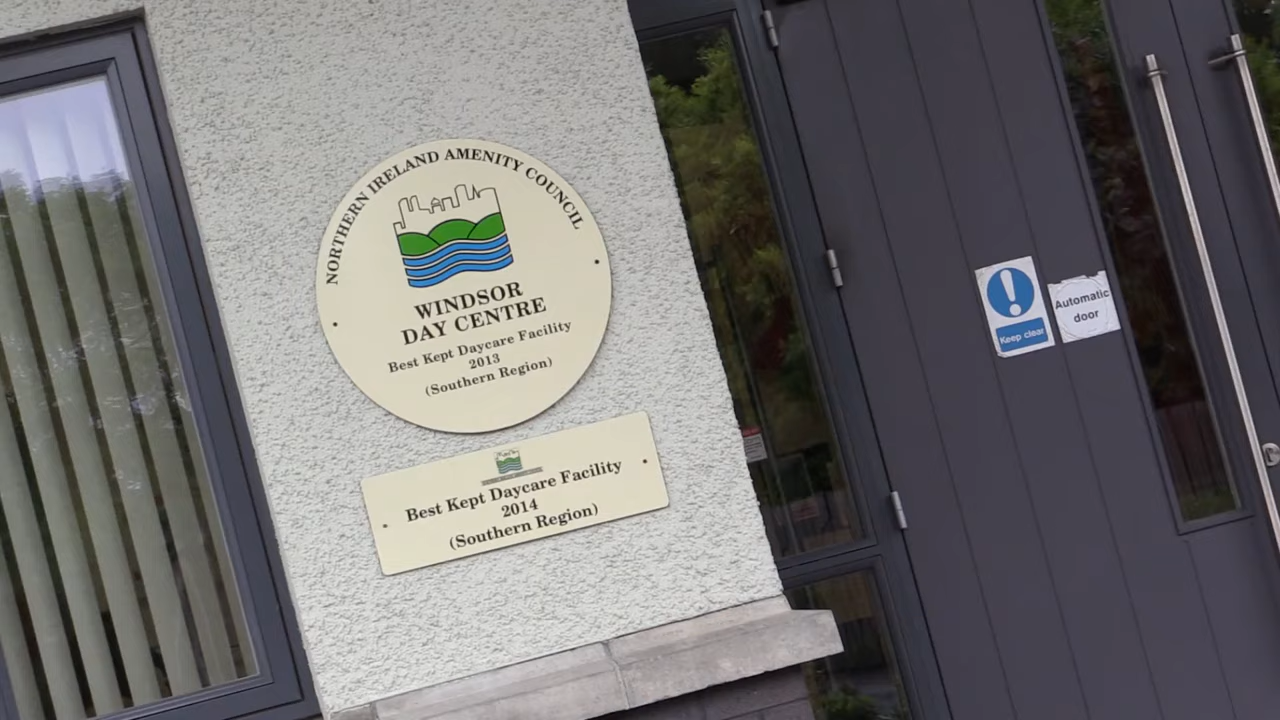 NORTHERN IRELAND AMENITY COUNCIL
WINDSOR
DAY CENTRE
Best Kept Daycare Facility
2013
(Southern Region)
Best Kept Daycare Facility
2014
(Southern Region)
Keep clear
Automatic
door